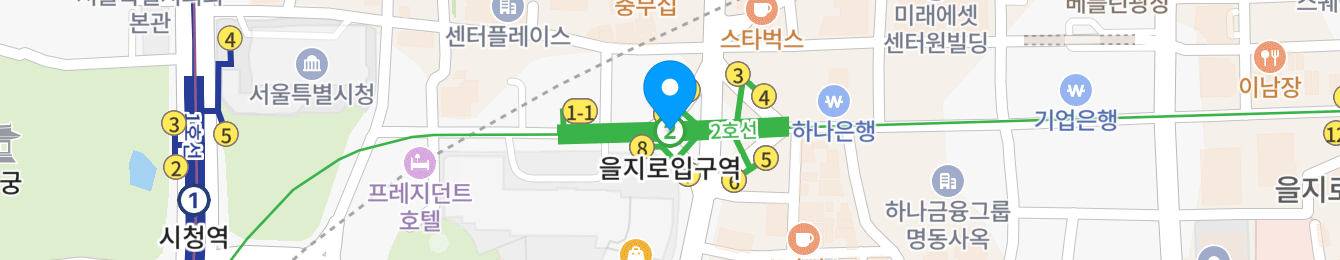 본관
중무집
미래에셋
센터원빌딩
센터플레이스
스타벅스
4
서울특별시청
3
4
이남장
1-1
하나은행
기업은행
1호선
3
5
2
2호선
8
을지로입구역
5
6
2
프레지던트
호텔
궁
1
시청역
하나금융그룹
명동사옥
을지로
12